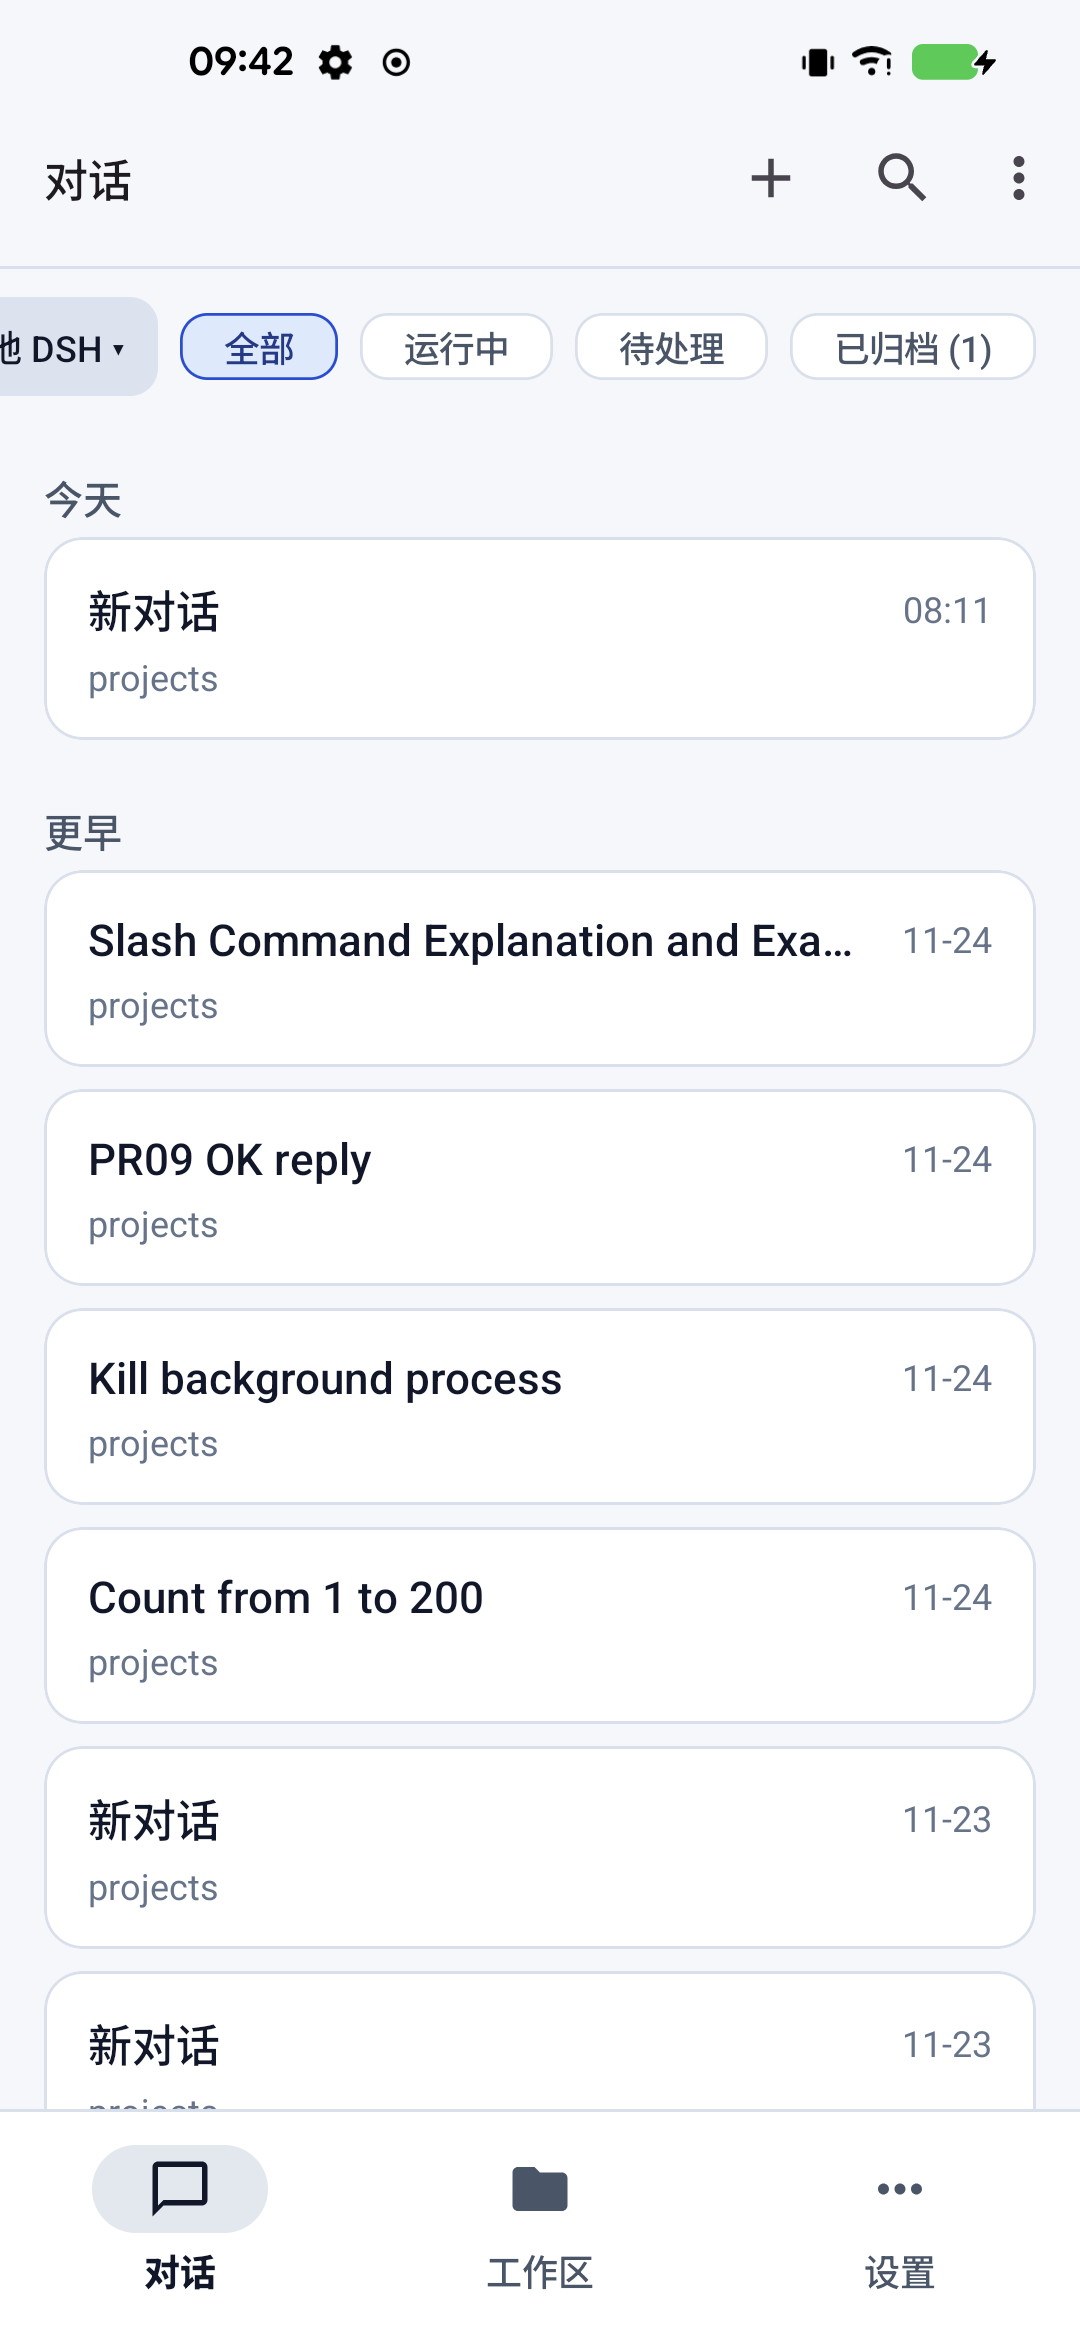 09:42
对话
他 DSH ▾
全部
运行中
待处理
已归档 (1)
今天
新对话
08:11
projects
更早
Slash Command Explanation and Exa...
11-24
projects
PR09 OK reply
11-24
projects
Kill background process
11-24
projects
Count from 1 to 200
11-24
projects
新对话
11-23
projects
新对话
11-23
projects
对话
工作区
设置